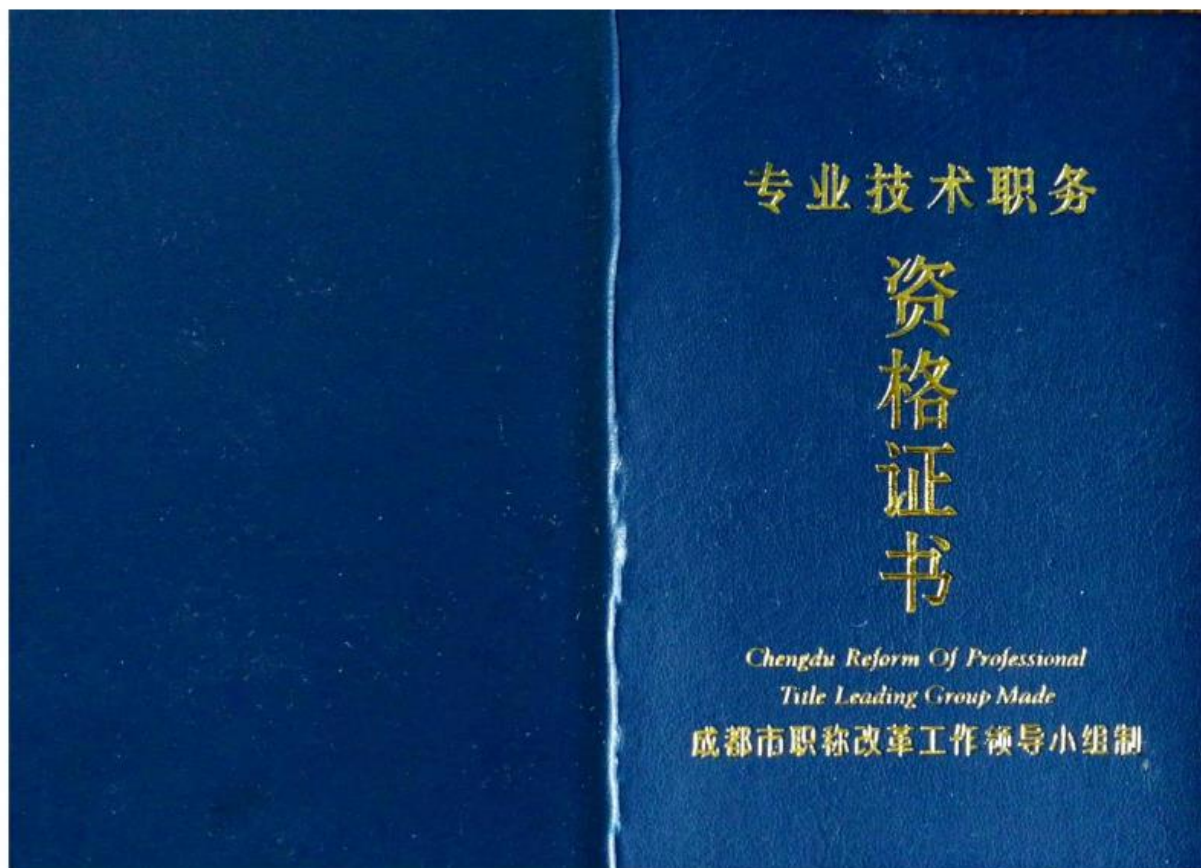 专业技术职务
资格证书
Chengdu Reform Of Professional
Title Leading Group Made
成都市职称改革工作领导小组制